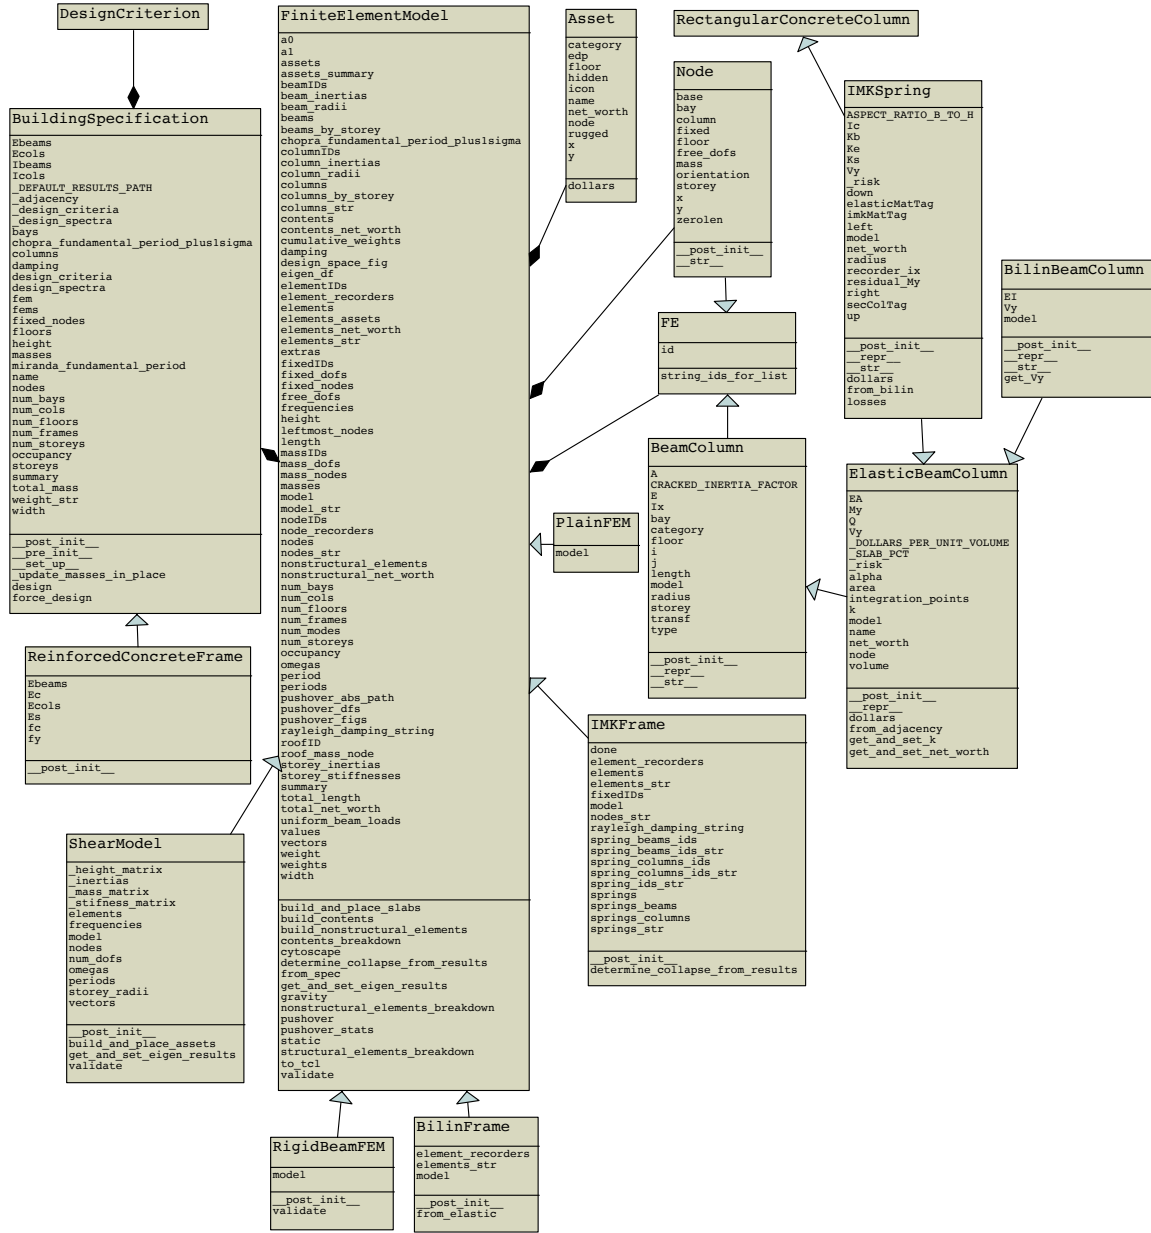 DesignCriterion
BuildingSpecification
Ebeams
Ecols
Ibeams
Icols
_DEFAULT_RESULTS_PATH
_adjacency
_design_criteria
_design_spectra
bays
chopra_fundamental_period_plus1sigma
columns
damping
design_criteria
design_spectra
fem
fems
fixed_nodes
floors
height
masses
miranda_fundamental_period
name
nodes
num_bays
num_cols
num_floors
num_frames
num_storeys
occupancy
storeys
summary
total_mass
weight_str
width
__post_init__
__pre_init__
__set_up__
_update_masses_in_place
design
force_design
ReinforcedConcreteFrame
Ebeams
Ec
Ecols
Es
fc
fy
__post_init__
ShearModel
_height_matrix
_inertias
_mass_matrix
_stifness_matrix
elements
frequencies
model
nodes
num_dofs
omegas
periods
storey_radii
vectors
__post_init__
build_and_place_assets
get_and_set_eigen_results
validate
FiniteElementModel
a0
a1
assets
assets_summary
beamIDs
beam_inertias
beam_radii
beams
beams_by_storey
chopra_fundamental_period_plus1sigma
columnIDs
column_inertias
column_radii
columns
columns_by_storey
columns_str
contents
contents_net_worth
cumulative_weights
damping
design_space_fig
eigen_df
elementIDs
element_recorders
elements
elements_assets
elements_net_worth
elements_str
extras
fixedIDs
fixed_dofs
fixed_nodes
free_dofs
frequencies
height
leftmost_nodes
length
massIDs
mass_dofs
mass_nodes
masses
model
model_str
nodeIDs
node_recorders
nodes
nodes_str
nonstructural_elements
nonstructural_net_worth
num_bays
num_cols
num_floors
num_frames
num_modes
num_storeys
occupancy
omegas
period
periods
pushover_abs_path
pushover_dfs
pushover_figs
rayleigh_damping_string
roofID
roof_mass_node
storey_inertias
storey_stiffnesses
summary
total_length
total_net_worth
uniform_beam_loads
values
vectors
weight
weights
width
build_and_place_slabs
build_contents
build_nonstructural_elements
contents_breakdown
cytoscape
determine_collapse_from_results
from_spec
get_and_set_eigen_results
gravity
nonstructural_elements_breakdown
pushover
pushover_stats
static
structural_elements_breakdown
to_tcl
validate
RigidBeamFEM
model
__post_init__
validate
BilinFrame
element_recorders
elements_str
model
__post_init__
from_elastic
Asset
category
edp
floor
hidden
icon
name
net_worth
node
rugged
x
y
dollars
Node
base
bay
column
fixed
floor
free_dofs
mass
orientation
storey
x
y
zerolen
__post_init__
__str__
FE
id
string_ids_for_list
PlainFEM
model
BeamColumn
A
CRACKED_INERTIA_FACTOR
E
Ix
bay
category
floor
i
j
length
model
radius
storey
transf
type
__post_init__
__repr__
__str__
IMKFrame
done
element_recorders
elements
elements_str
fixedIDs
model
nodes_str
rayleigh_damping_string
spring_beams_ids
spring_beams_ids_str
spring_columns_ids
spring_columns_ids_str
spring_ids_str
springs
springs_beams
springs_columns
springs_str
__post_init__
determine_collapse_from_results
RectangularConcreteColumn
IMKSpring
ASPECT_RATIO_B_TO_H
Ic
Kb
Ke
Ks
Vy
_risk
down
elasticMatTag
imkMatTag
left
model
net_worth
radius
recorder_ix
residual_My
right
secColTag
up
__post_init__
__repr__
__str__
dollars
from_bilin
losses
BilinBeamColumn
EI
Vy
model
__post_init__
__repr__
__str__
get_Vy
ElasticBeamColumn
EA
My
Q
Vy
_DOLLARS_PER_UNIT_VOLUME
_SLAB_PCT
_risk
alpha
area
integration_points
k
model
name
net_worth
node
volume
__post_init__
__repr__
dollars
from_adjacency
get_and_set_k
get_and_set_net_worth